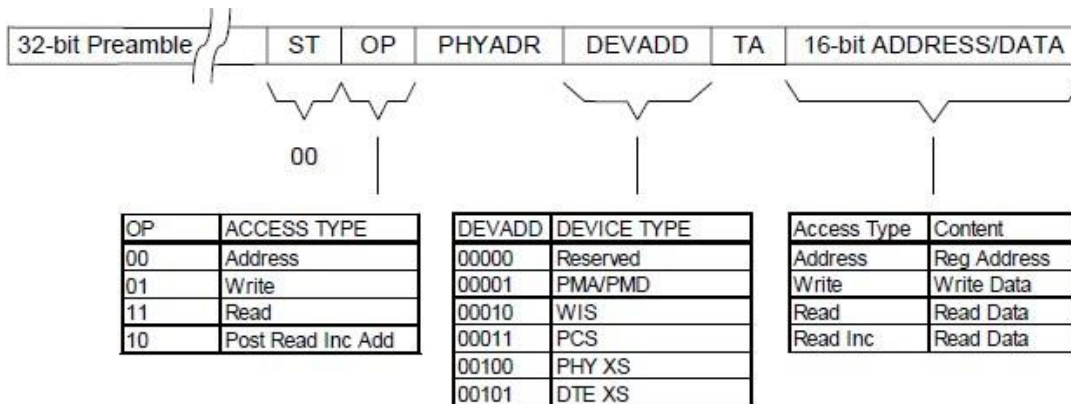 32-bit Preamble ST OP PHYADR DEVADD TA 16-bit ADDRESS/DATA
00
OP ACCESS TYPE
00 Address
01 Write
11 Read
10 Post Read Inc Add
DEVADD DEVICE TYPE
00000 Reserved
00001 PMA/PMD
00010 WIS
00011 PCS
00100 PHY XS
00101 DTE XS
Access Type Content
Address Reg Address
Write Write Data
Read Read Data
Read Inc Read Data